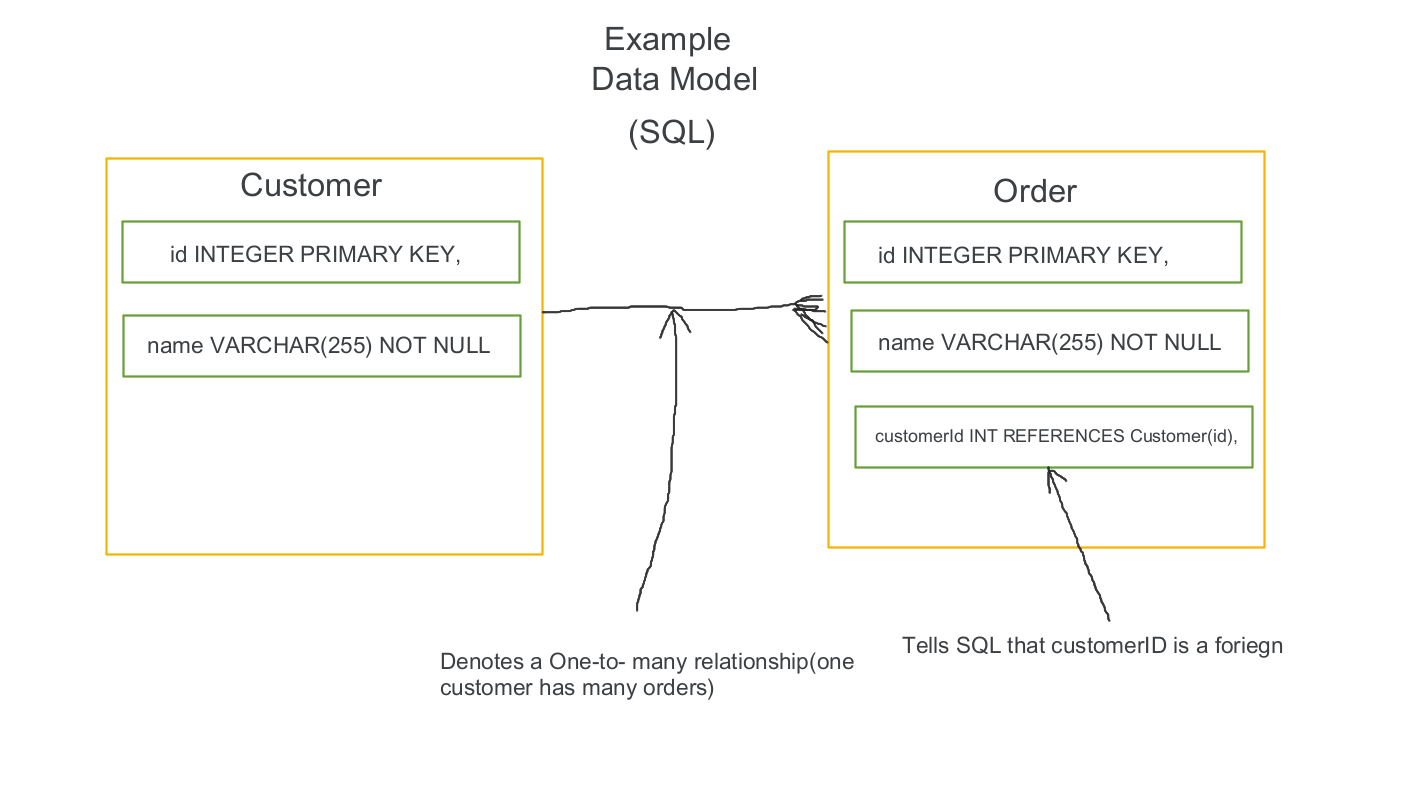 Example
Data Model
(SQL)
Customer
id INTEGER PRIMARY KEY,
name VARCHAR(255) NOT NULL
Order
id INTEGER PRIMARY KEY,
name VARCHAR(255) NOT NULL
customerId INT REFERENCES Customer(id),
Denotes a One-to- many relationship(one
customer has many orders)
Tells SQL that customerID is a foriegn